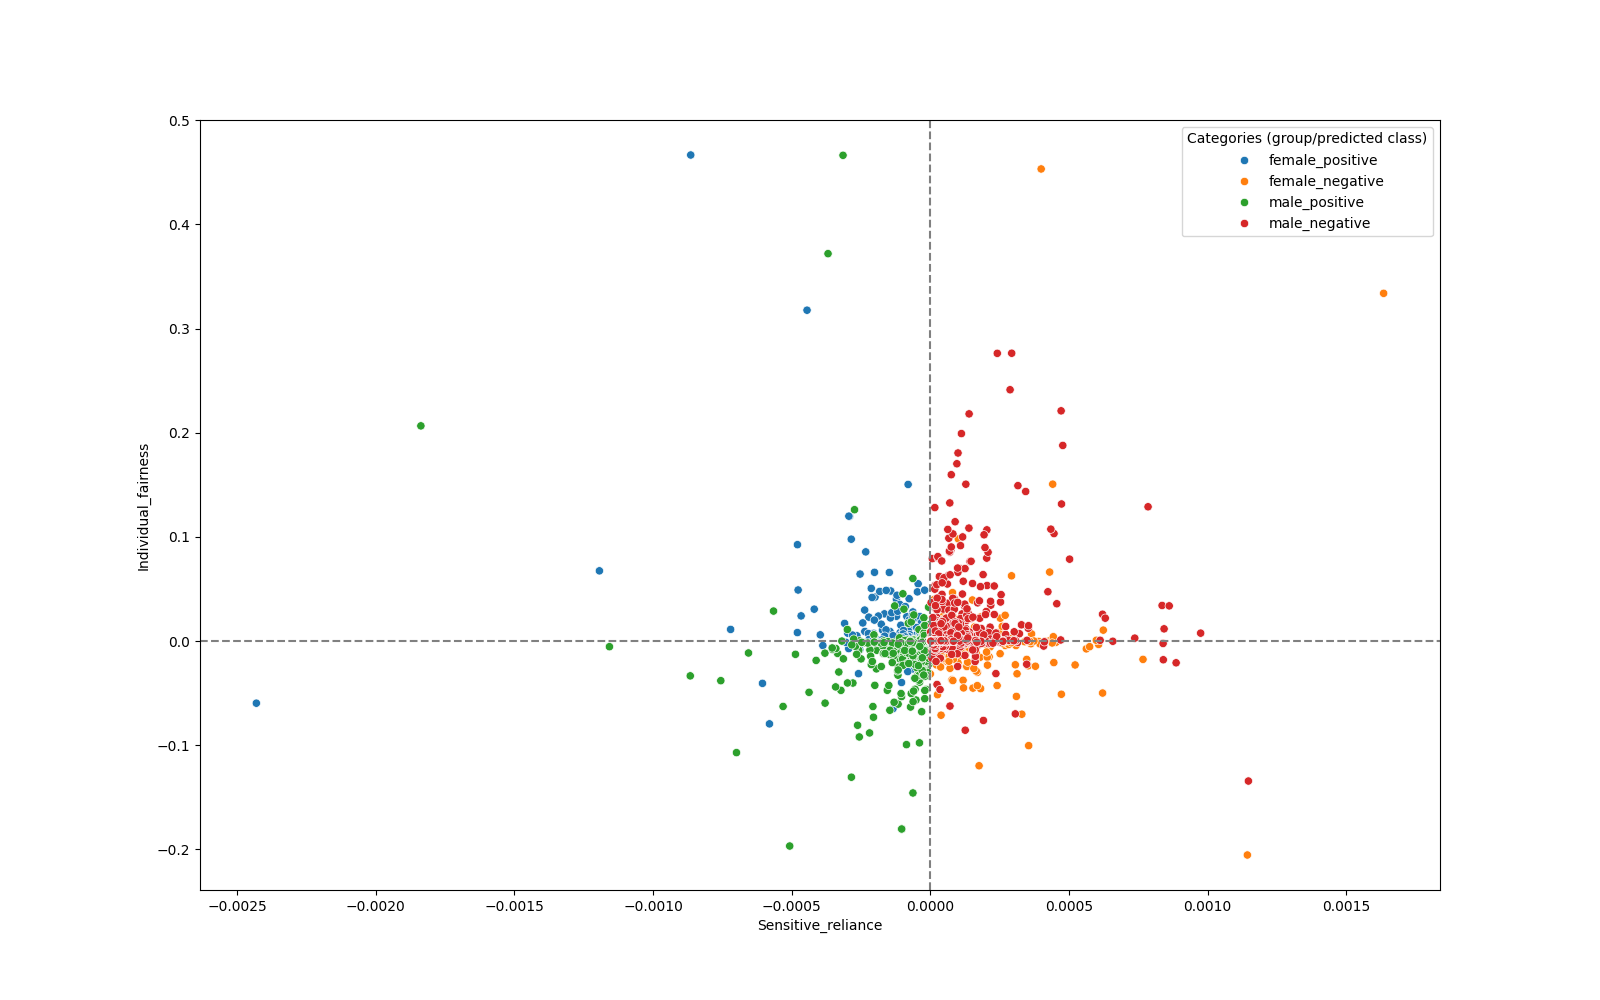 0.5
0.4
0.3
0.2
0.1
0.0
−0.1
−0.2
Individual_fairness
Categories (group/predicted class)
female_positive
female_negative
male_positive
male_negative
−0.0025 −0.0020 −0.0015 −0.0010 −0.0005 0.0000 0.0005 0.0010 0.0015
Sensitive_reliance